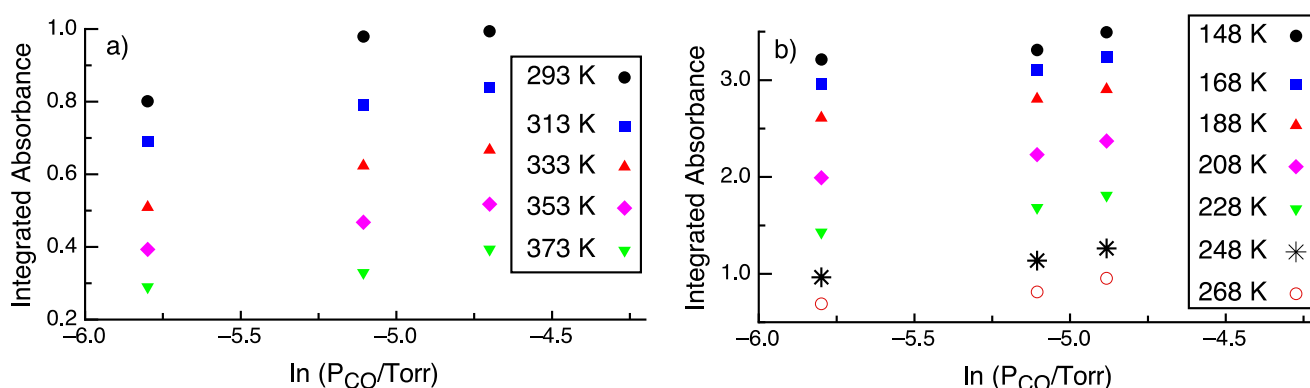 a)
Integrated Absorbance
1.0
0.8
0.6
0.4
0.2
−6.0 −5.5 −5.0 −4.5
ln (P_CO/Torr)
293 K
313 K
333 K
353 K
373 K
b)
Integrated Absorbance
3.0
2.0
1.0
−6.0 −5.5 −5.0 −4.5
ln (P_CO/Torr)
148 K
168 K
188 K
208 K
228 K
248 K
268 K